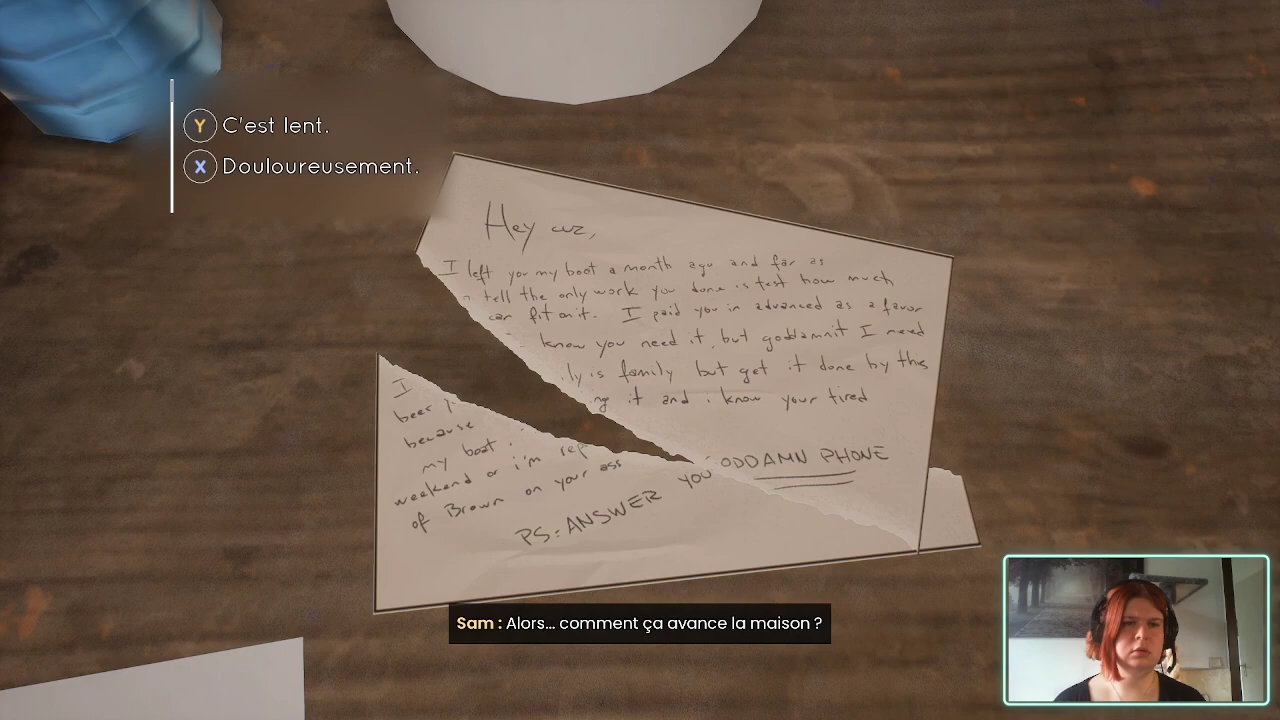 Y C'est lent.
X Douloureusement.
Hey cuz,
I left you my boat a month ago and far as
tell the only work you done is test how much
can fit on it. I paid you in advanced as a favor
know you need it, but goddamnit I need
ly is family but get it done by this
ng it and i know your tired
ODDAMN PHONE
I
beer
because
my boat
weekend or i'm rep
of Brown on your ass
PS: ANSWER YOU
Sam : Alors... comment ça avance la maison ?